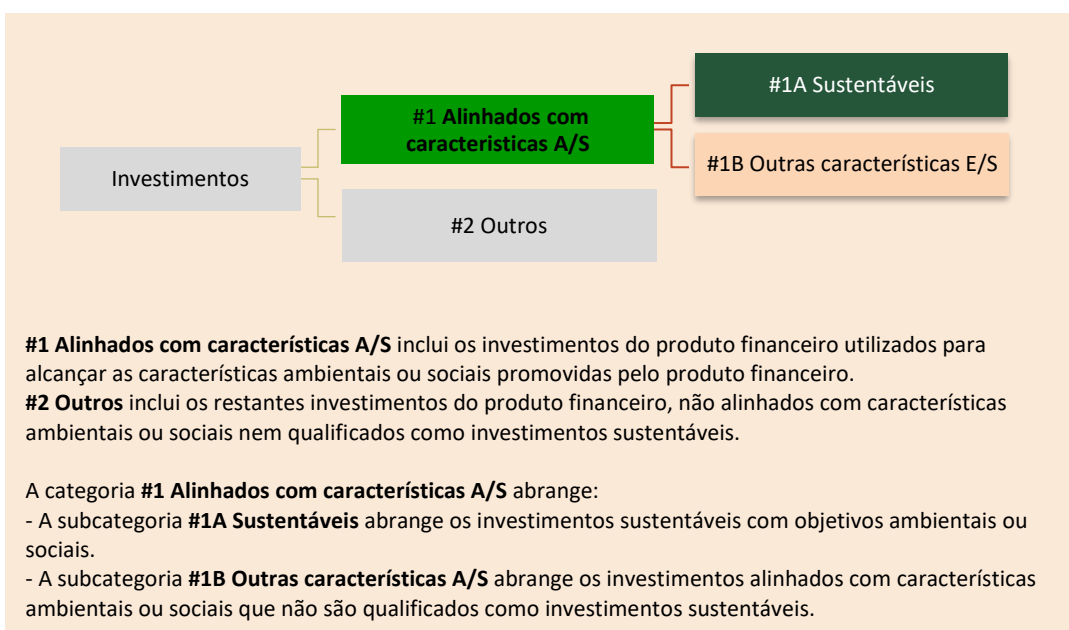 #1A Sustentáveis
#1 Alinhados com
caracteristicas A/S
#1B Outras características E/S
Investimentos
#2 Outros
#1 Alinhados com características A/S inclui os investimentos do produto financeiro utilizados para
alcançar as características ambientais ou sociais promovidas pelo produto financeiro.
#2 Outros inclui os restantes investimentos do produto financeiro, não alinhados com características
ambientais ou sociais nem qualificados como investimentos sustentáveis.
A categoria #1 Alinhados com características A/S abrange:
- A subcategoria #1A Sustentáveis abrange os investimentos sustentáveis com objetivos ambientais ou
sociais.
- A subcategoria #1B Outras características A/S abrange os investimentos alinhados com características
ambientais ou sociais que não são qualificados como investimentos sustentáveis.